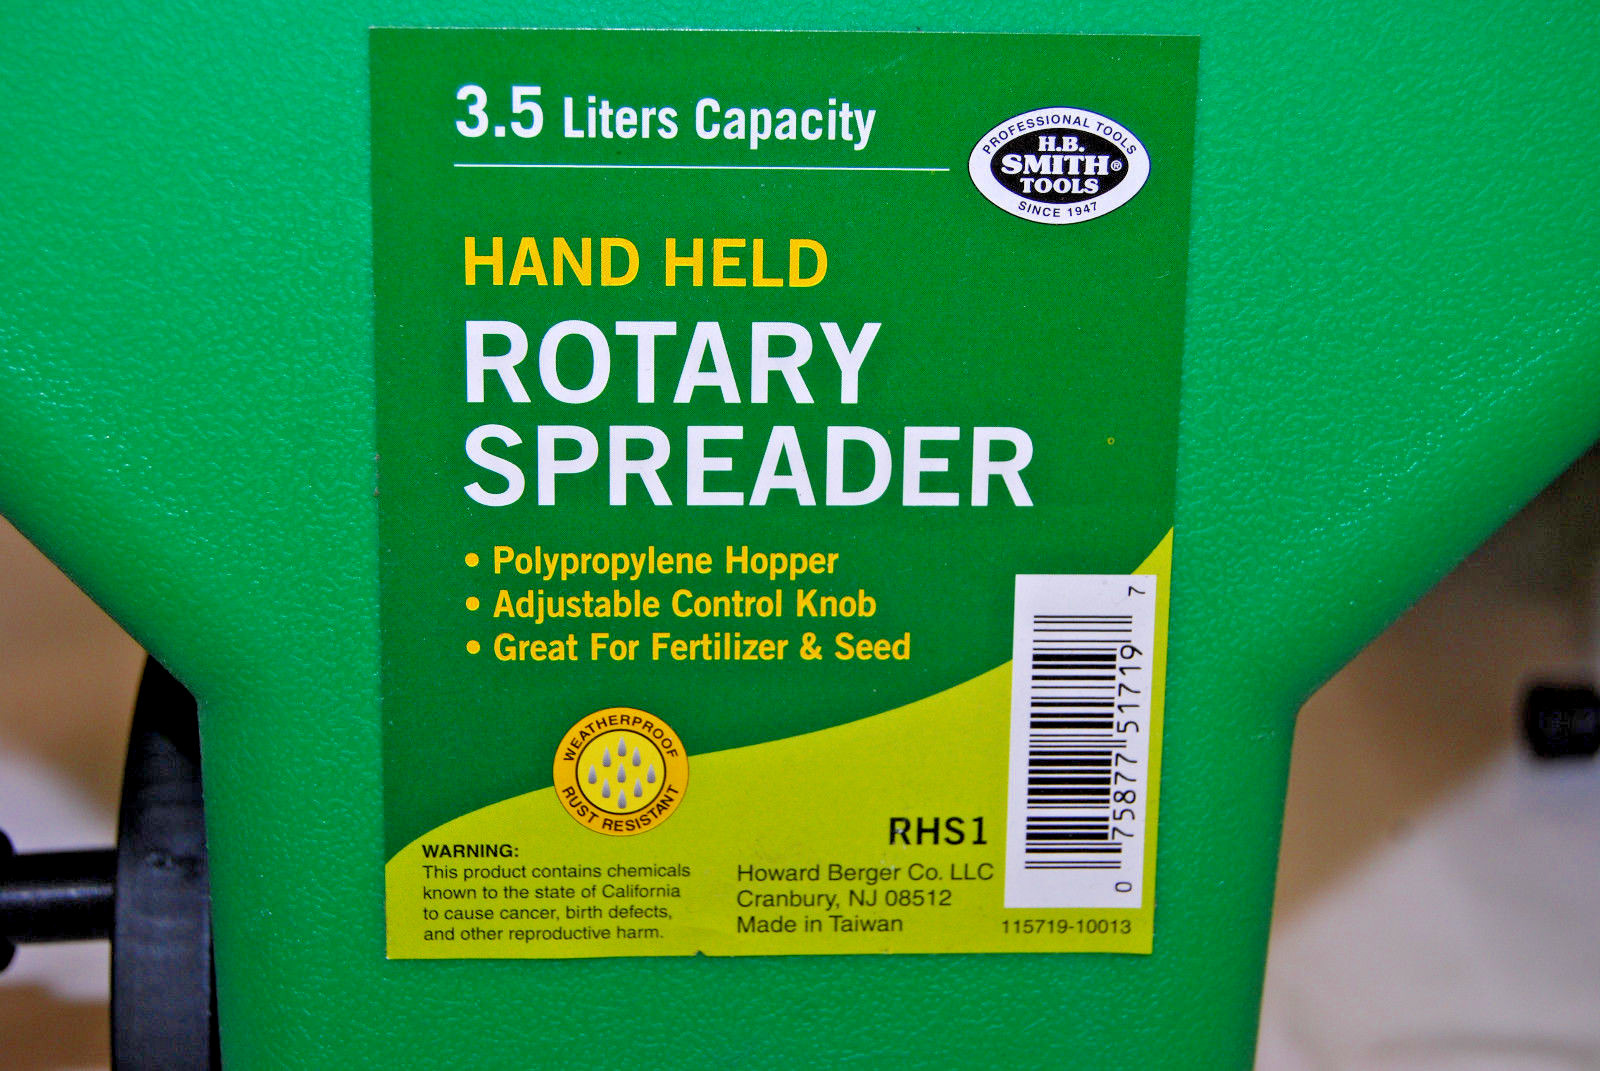 3.5 Liters Capacity
PROFESSIONAL TOOLS
H.B.
SMITH®
TOOLS
SINCE 1947
HAND HELD
ROTARY
SPREADER
• Polypropylene Hopper
• Adjustable Control Knob
• Great For Fertilizer & Seed
WEATHERPROOF
RUST RESISTANT
WARNING:
This product contains chemicals
known to the state of California
to cause cancer, birth defects,
and other reproductive harm.
RHS1
Howard Berger Co. LLC
Cranbury, NJ 08512
Made in Taiwan
0 75877 51719 7
115719-10013